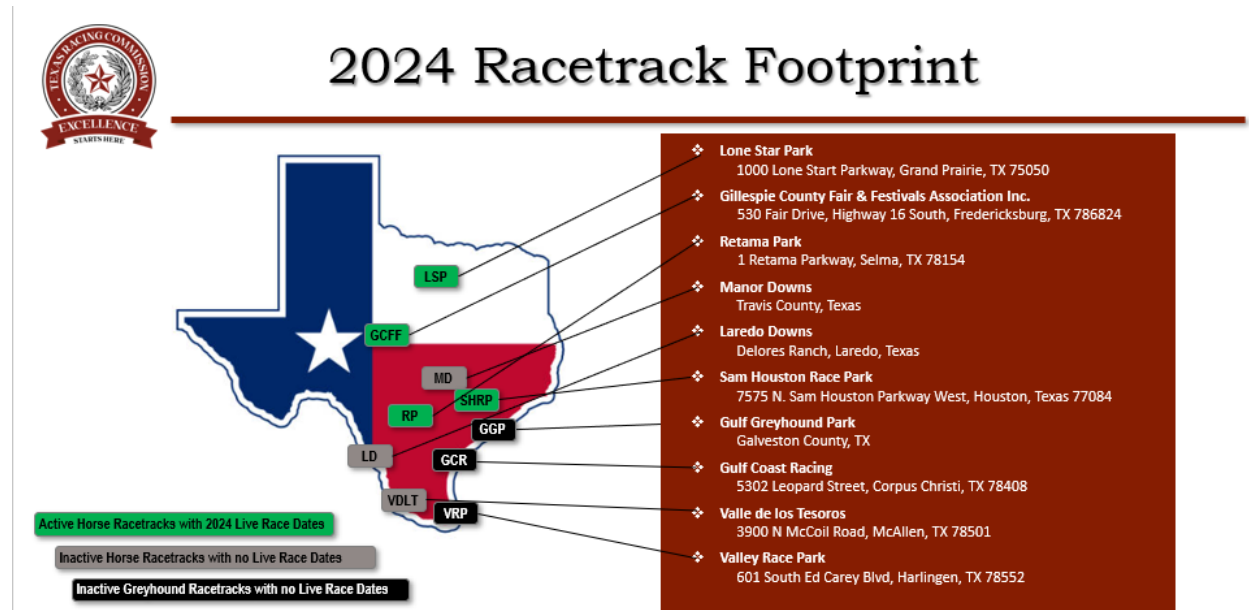 TEXAS RACING COMMISSION
EXCELLENCE
STARTS HERE
2024 Racetrack Footprint
LSP
GCFF
MD
SHRP
RP
GGP
LD
GCR
VDLT
VRP
Active Horse Racetracks with 2024 Live Race Dates
Inactive Horse Racetracks with no Live Race Dates
Inactive Greyhound Racetracks with no Live Race Dates
❖ Lone Star Park
1000 Lone Start Parkway, Grand Prairie, TX 75050
❖ Gillespie County Fair & Festivals Association Inc.
530 Fair Drive, Highway 16 South, Fredericksburg, TX 786824
❖ Retama Park
1 Retama Parkway, Selma, TX 78154
❖ Manor Downs
Travis County, Texas
❖ Laredo Downs
Delores Ranch, Laredo, Texas
❖ Sam Houston Race Park
7575 N. Sam Houston Parkway West, Houston, Texas 77084
❖ Gulf Greyhound Park
Galveston County, TX
❖ Gulf Coast Racing
5302 Leopard Street, Corpus Christi, TX 78408
❖ Valle de los Tesoros
3900 N McCoil Road, McAllen, TX 78501
❖ Valley Race Park
601 South Ed Carey Blvd, Harlingen, TX 78552